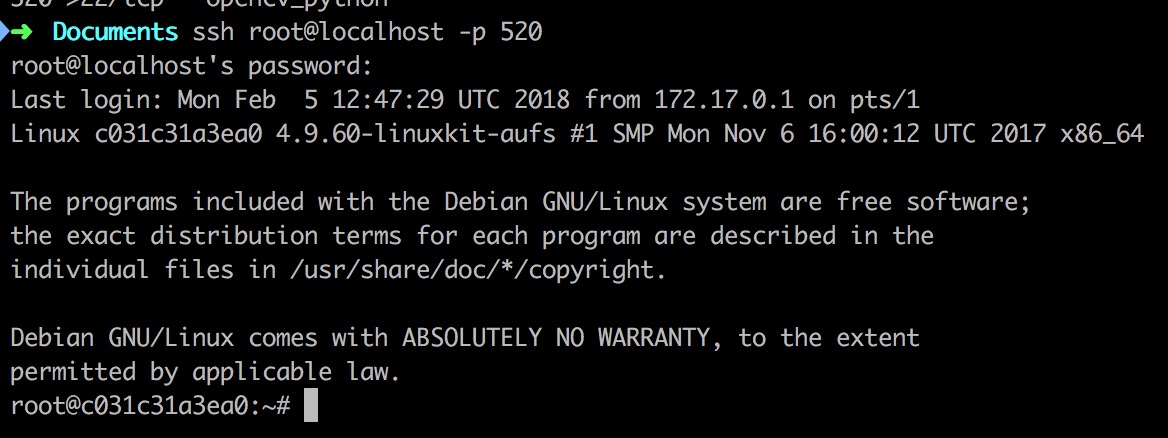 520->22/tcp opencv_python
➜ Documents ssh root@localhost -p 520
root@localhost's password:
Last login: Mon Feb  5 12:47:29 UTC 2018 from 172.17.0.1 on pts/1
Linux c031c31a3ea0 4.9.60-linuxkit-aufs #1 SMP Mon Nov 6 16:00:12 UTC 2017 x86_64
The programs included with the Debian GNU/Linux system are free software;
the exact distribution terms for each program are described in the
individual files in /usr/share/doc/*/copyright.
Debian GNU/Linux comes with ABSOLUTELY NO WARRANTY, to the extent
permitted by applicable law.
root@c031c31a3ea0:~#